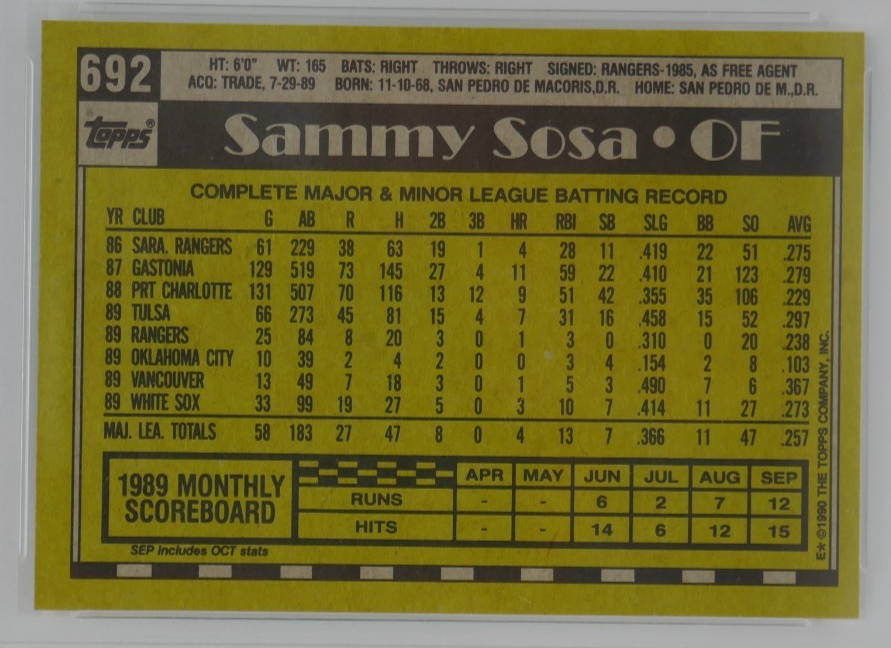 692
HT: 6'0" WT: 165 BATS: RIGHT THROWS: RIGHT SIGNED: RANGERS-1985, AS FREE AGENT
ACQ: TRADE, 7-29-89 BORN: 11-10-68, SAN PEDRO DE MACORIS,D.R. HOME: SAN PEDRO DE M.,D.R.
topps®
Sammy Sosa • OF
COMPLETE MAJOR & MINOR LEAGUE BATTING RECORD
YR CLUB G AB R H 2B 3B HR RBI SB SLG BB SO AVG
86 SARA. RANGERS 61 229 38 63 19 1 4 28 11 .419 22 51 .275
87 GASTONIA 129 519 73 145 27 4 11 59 22 .410 21 123 .279
88 PRT CHARLOTTE 131 507 70 116 13 12 9 51 42 .355 35 106 .229
89 TULSA 66 273 45 81 15 4 7 31 16 .458 15 52 .297
89 RANGERS 25 84 8 20 3 0 1 3 0 .310 0 20 .238
89 OKLAHOMA CITY 10 39 2 4 2 0 0 3 4 .154 2 8 .103
89 VANCOUVER 13 49 7 18 3 0 1 5 3 .490 7 6 .367
89 WHITE SOX 33 99 19 27 5 0 3 10 7 .414 11 27 .273
MAJ. LEA. TOTALS 58 183 27 47 8 0 4 13 7 .366 11 47 .257
1989 MONTHLY
SCOREBOARD
APR MAY JUN JUL AUG SEP
RUNS - - 6 2 7 12
HITS - - 14 6 12 15
SEP includes OCT stats
E★ ©1990 THE TOPPS COMPANY, INC.